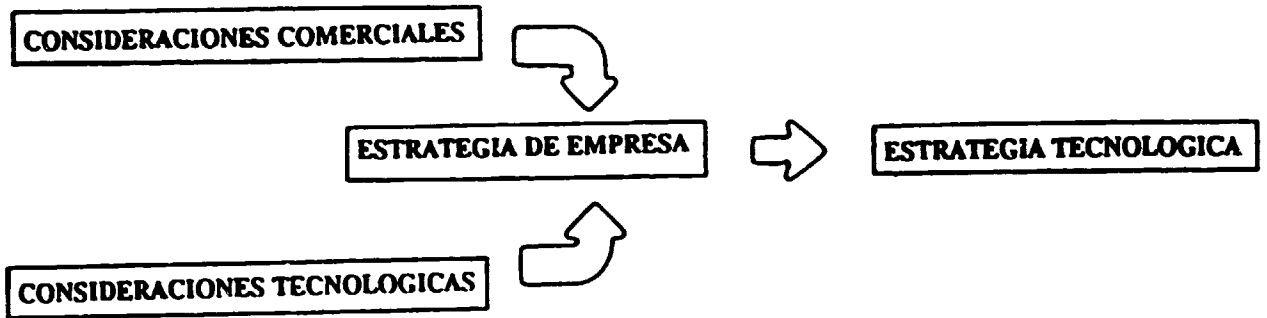 CONSIDERACIONES COMERCIALES
ESTRATEGIA DE EMPRESA
ESTRATEGIA TECNOLOGICA
CONSIDERACIONES TECNOLOGICAS